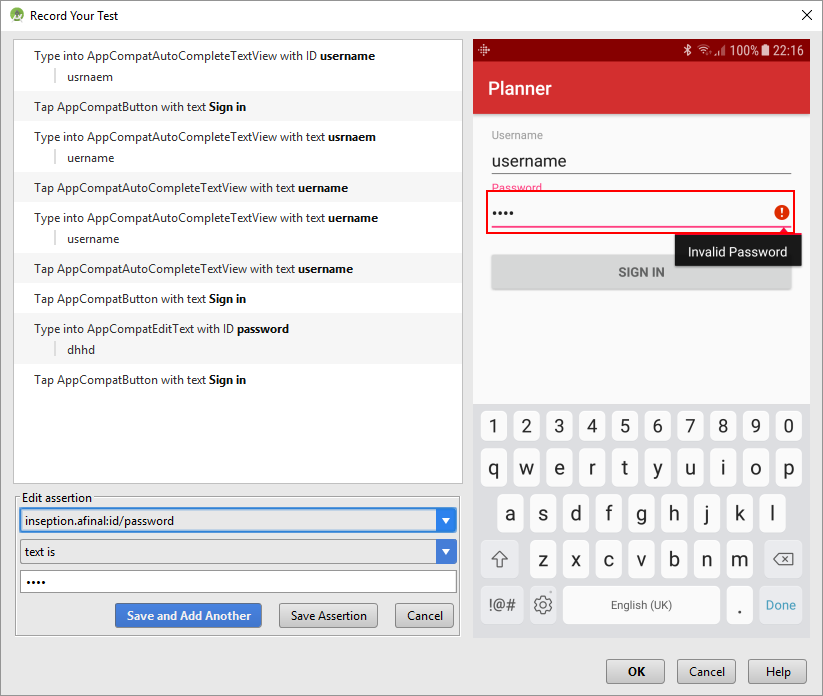 Record Your Test
Type into AppCompatAutoCompleteTextView with ID username
usrnaem
Tap AppCompatButton with text Sign in
Type into AppCompatAutoCompleteTextView with text usrnaem
uername
Tap AppCompatAutoCompleteTextView with text uername
Type into AppCompatAutoCompleteTextView with text uername
username
Tap AppCompatAutoCompleteTextView with text username
Tap AppCompatButton with text Sign in
Type into AppCompatEditText with ID password
dhhd
Tap AppCompatButton with text Sign in
Edit assertion
inseption.afinal:id/password
text is
••••
Save and Add Another
Save Assertion
Cancel
100% 22:16
Planner
Username
username
Password
••••
Invalid Password
SIGN IN
1 2 3 4 5 6 7 8 9 0
q w e r t y u i o p
a s d f g h j k l
z x c v b n m
!@# English (UK) . Done
OK
Cancel
Help